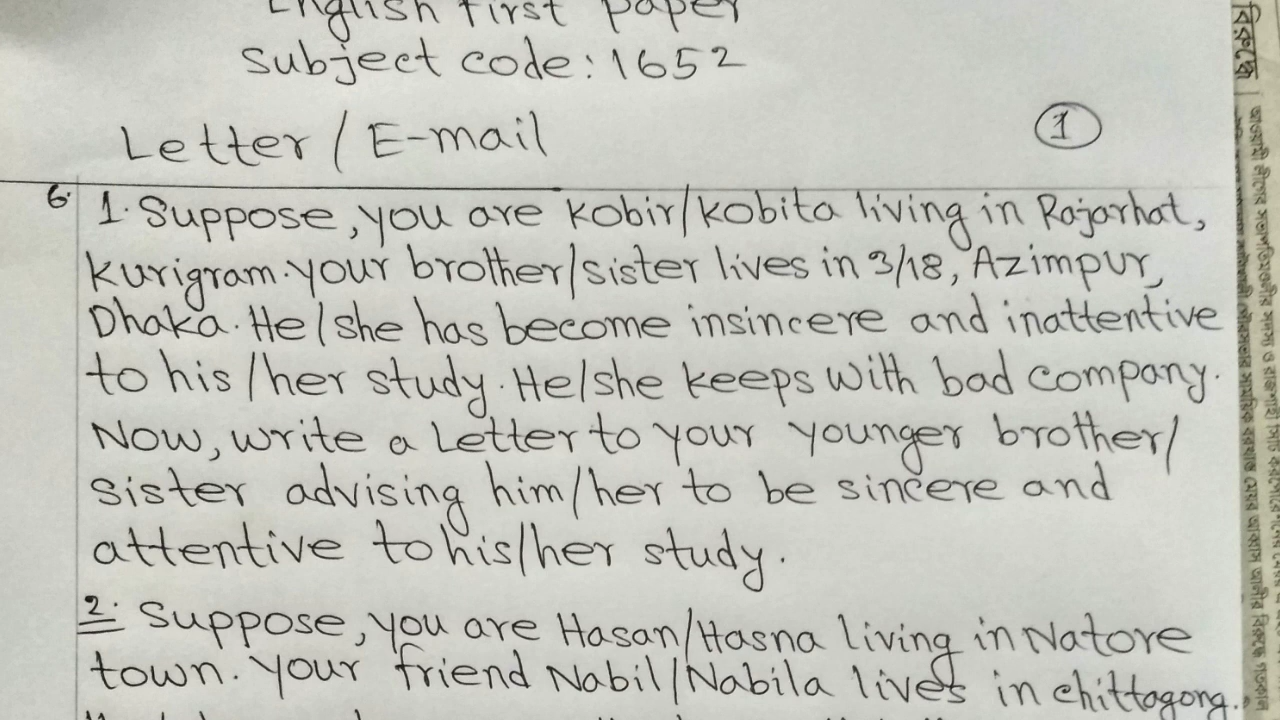 English First paper
Subject code: 1652
Letter / E-mail
1
6. 1. Suppose, you are Kobir/Kobita living in Rajarhat,
Kurigram. your brother/sister lives in 3/18, Azimpur,
Dhaka. He/she has become insincere and inattentive
to his/her study. He/she keeps with bad company.
Now, write a Letter to your younger brother/
sister advising him/her to be sincere and
attentive to his/her study.
2. Suppose, you are Hasan/Hasna living in Natore
town. Your friend Nabil/Nabila lives in chittagong.